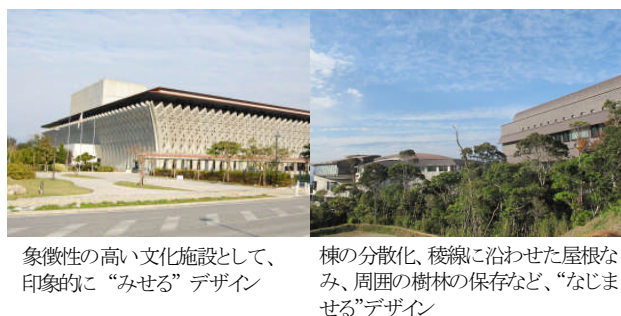 象徴性の高い文化施設として、
印象的に “みせる” デザイン
棟の分散化、稜線に沿わせた屋根な
み、周囲の樹林の保存など、“なじま
せる”デザイン